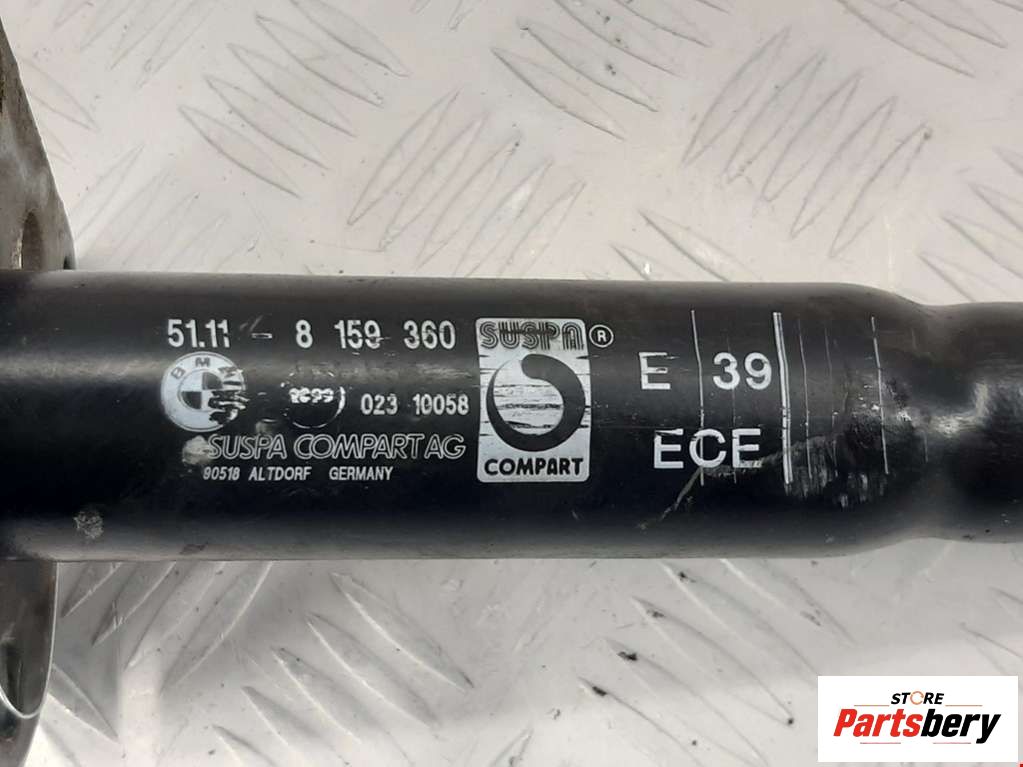 51.11 - 8 159 360
BMW
023 10058
SUSPA COMPART AG
90518 ALTDORF GERMANY
SUSPA ®
COMPART
E 39
ECE
STORE
Partsbery